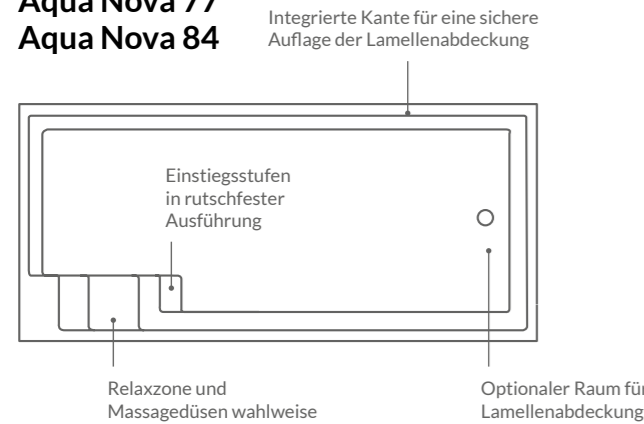 Aqua Nova 77
Aqua Nova 84
Integrierte Kante für eine sichere
Auflage der Lamellenabdeckung
Einstiegsstufen
in rutschfester
Ausführung
Relaxzone und
Massagedüsen wahlweise
Optionaler Raum für
Lamellenabdeckung